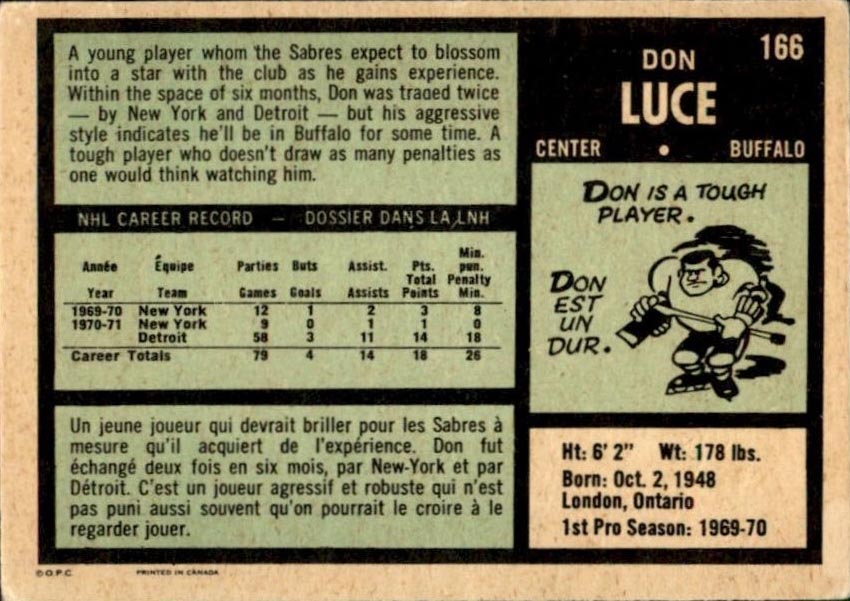 A young player whom the Sabres expect to blossom
into a star with the club as he gains experience.
Within the space of six months, Don was traded twice
— by New York and Detroit — but his aggressive
style indicates he'll be in Buffalo for some time. A
tough player who doesn't draw as many penalties as
one would think watching him.
166
DON
LUCE
CENTER • BUFFALO
NHL CAREER RECORD — DOSSIER DANS LA LNH
Année Équipe Parties Buts Assist. Pts. Total Min. pun. Penalty
Year Team Games Goals Assists Points Min.
1969-70 New York 12 1 2 3 8
1970-71 New York 9 0 1 1 0
Detroit 58 3 11 14 18
Career Totals 79 4 14 18 26
DON IS A TOUGH
PLAYER.
DON
EST
UN
DUR.
Un jeune joueur qui devrait briller pour les Sabres à
mesure qu'il acquiert de l'expérience. Don fut
échangé deux fois en six mois, par New-York et par
Détroit. C'est un joueur agressif et robuste qui n'est
pas puni aussi souvent qu'on pourrait le croire à le
regarder jouer.
Ht: 6' 2" Wt: 178 lbs.
Born: Oct. 2, 1948
London, Ontario
1st Pro Season: 1969-70
© O.P.C. PRINTED IN CANADA